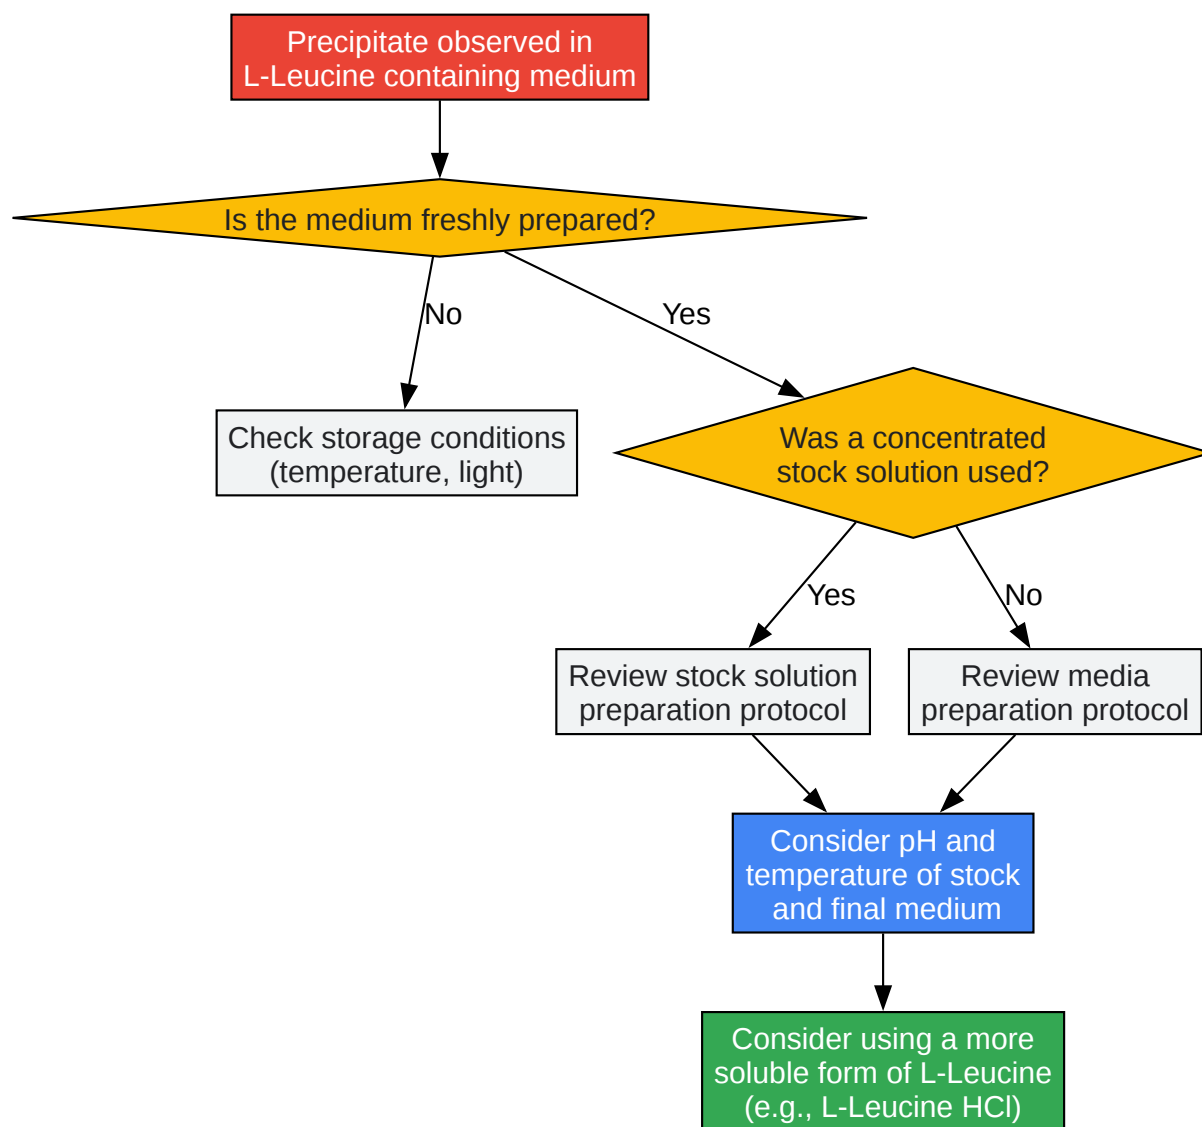 Precipitate observed in
L-Leucine containing medium
Is the medium freshly prepared?
No
Yes
Check storage conditions
(temperature, light)
Was a concentrated
stock solution used?
Yes
No
Review stock solution
preparation protocol
Review media
preparation protocol
Consider pH and
temperature of stock
and final medium
Consider using a more
soluble form of L-Leucine
(e.g., L-Leucine HCl)